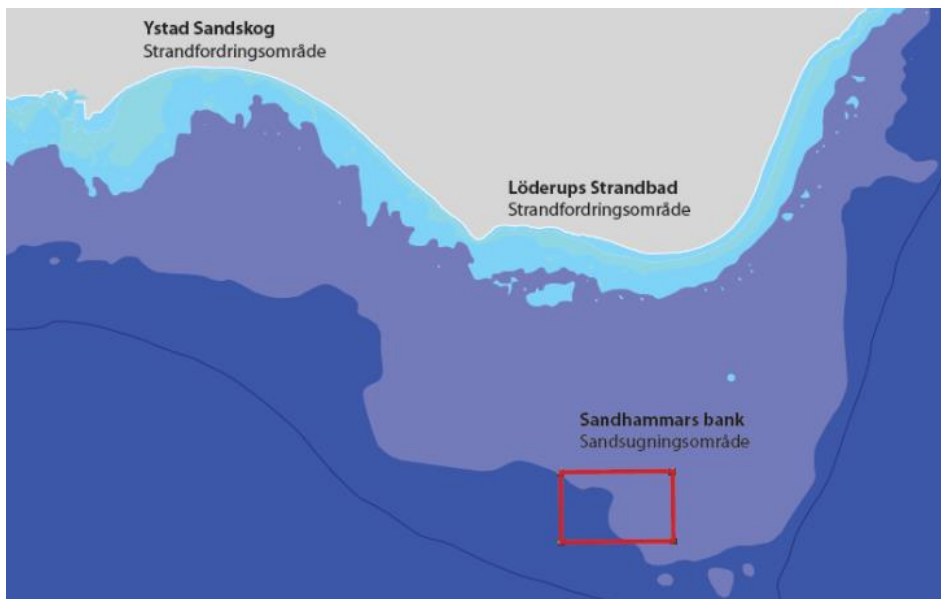 Ystad Sandskog
Strandfordringsområde
Löderups Strandbad
Strandfordringsområde
Sandhammars bank
Sandsugningsområde